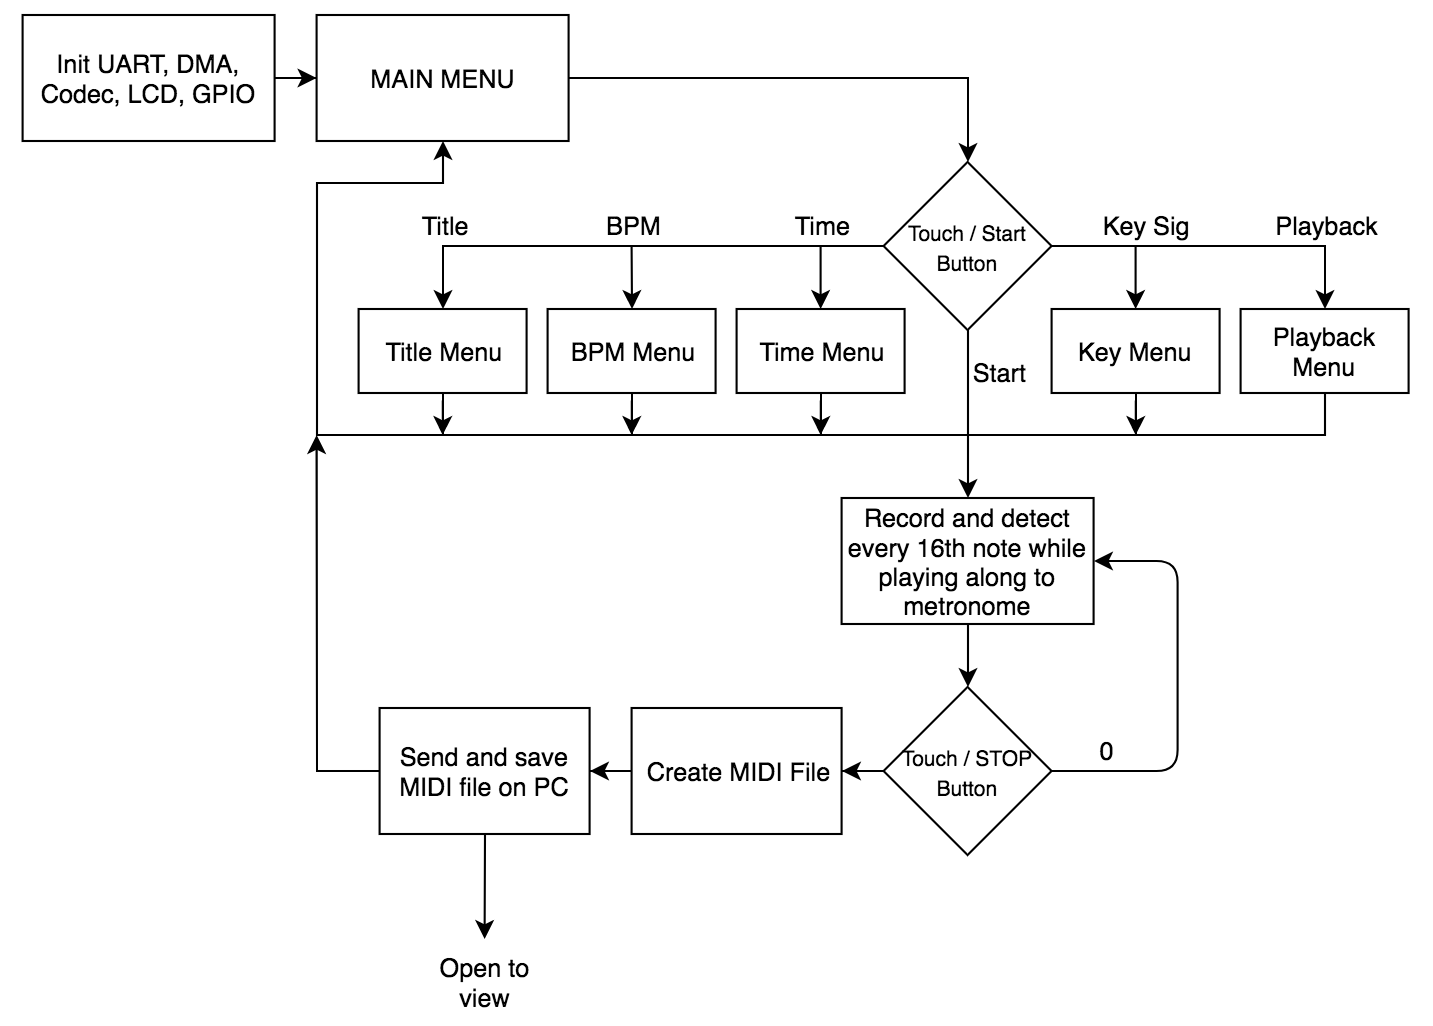 Init UART, DMA,
Codec, LCD, GPIO
MAIN MENU
Title
BPM
Time
Touch / Start
Button
Key Sig
Playback
Title Menu
BPM Menu
Time Menu
Start
Key Menu
Playback
Menu
Record and detect
every 16th note while
playing along to
metronome
Send and save
MIDI file on PC
Create MIDI File
Touch / STOP
Button
0
Open to
view